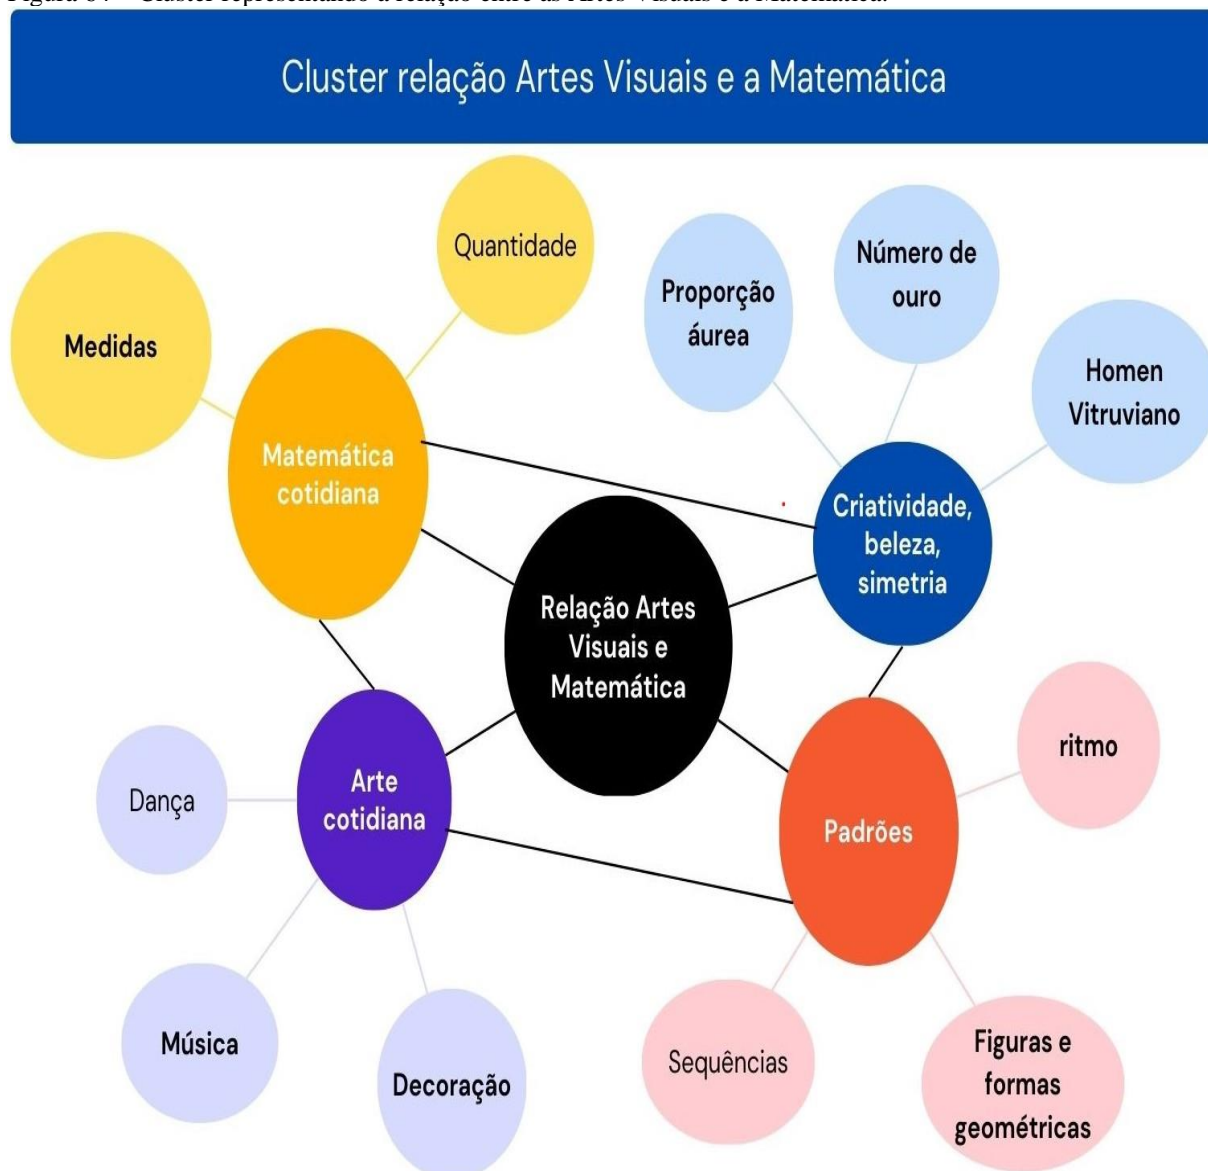 Cluster relação Artes Visuais e a Matemática
Quantidade
Medidas
Proporção
áurea
Número de
ouro
Homen
Vitruviano
Matemática
cotidiana
Criatividade,
beleza,
simetria
Relação Artes
Visuais e
Matemática
ritmo
Dança
Arte
cotidiana
Padrões
Música
Decoração
Sequências
Figuras e
formas
geométricas